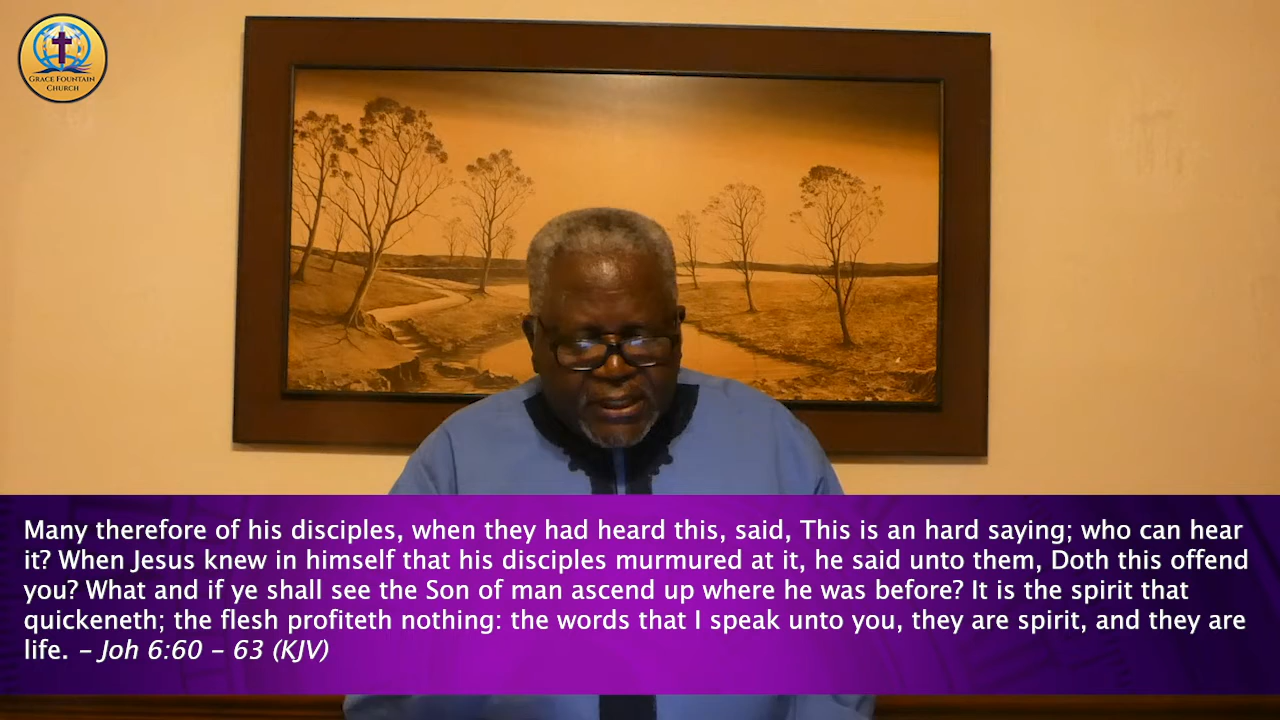 GRACE FOUNTAIN
CHURCH
Many therefore of his disciples, when they had heard this, said, This is an hard saying; who can hear
it? When Jesus knew in himself that his disciples murmured at it, he said unto them, Doth this offend
you? What and if ye shall see the Son of man ascend up where he was before? It is the spirit that
quickeneth; the flesh profiteth nothing: the words that I speak unto you, they are spirit, and they are
life. – Joh 6:60 – 63 (KJV)